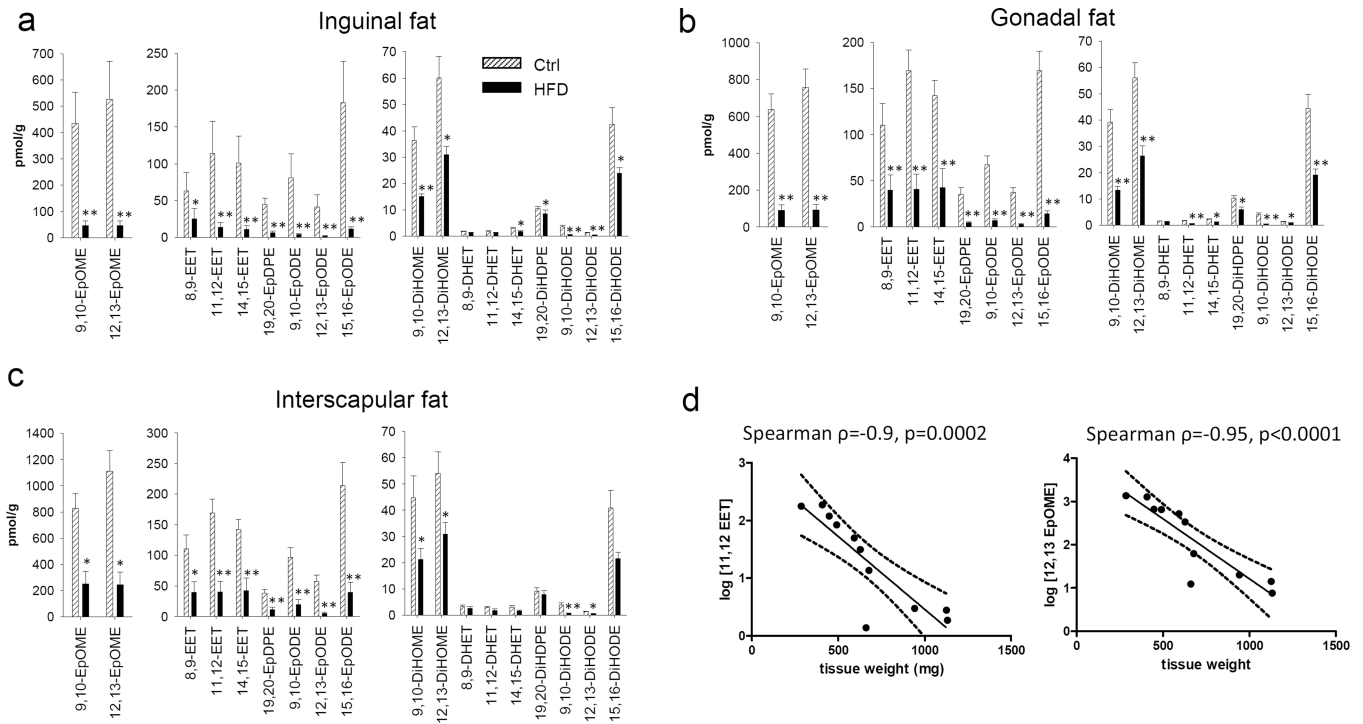 a
Inguinal fat
pmol/g
700
600
500
400
300
200
100
0
**
**
9,10-EpOME
12,13-EpOME
250
200
150
100
50
0
*
**
**
**
**
**
**
8,9-EET
11,12-EET
14,15-EET
19,20-EpDPE
9,10-EpODE
12,13-EpODE
15,16-EpODE
70
60
50
40
30
20
10
0
Ctrl
HFD
**
*
*
*
**
**
*
9,10-DiHOME
12,13-DiHOME
8,9-DHET
11,12-DHET
14,15-DHET
19,20-DiHDPE
9,10-DiHODE
12,13-DiHODE
15,16-DiHODE
b
Gonadal fat
pmol/g
1000
800
600
400
200
0
**
**
9,10-EpOME
12,13-EpOME
200
150
100
50
0
**
**
**
**
**
**
**
8,9-EET
11,12-EET
14,15-EET
19,20-EpDPE
9,10-EpODE
12,13-EpODE
15,16-EpODE
70
60
50
40
30
20
10
0
**
**
**
*
*
**
*
**
9,10-DiHOME
12,13-DiHOME
8,9-DHET
11,12-DHET
14,15-DHET
19,20-DiHDPE
9,10-DiHODE
12,13-DiHODE
15,16-DiHODE
c
Interscapular fat
pmol/g
1400
1200
1000
800
600
400
200
0
*
*
9,10-EpOME
12,13-EpOME
300
250
200
150
100
50
0
*
**
**
**
**
**
**
8,9-EET
11,12-EET
14,15-EET
19,20-EpDPE
9,10-EpODE
12,13-EpODE
15,16-EpODE
70
60
50
40
30
20
10
0
*
*
**
*
9,10-DiHOME
12,13-DiHOME
8,9-DHET
11,12-DHET
14,15-DHET
19,20-DiHDPE
9,10-DiHODE
12,13-DiHODE
15,16-DiHODE
d
Spearman ρ=-0.9, p=0.0002
log [11,12 EET]
3
2
1
0
0
500
1000
1500
tissue weight (mg)
Spearman ρ=-0.95, p<0.0001
log [12,13 EpOME]
4
3
2
1
0
0
500
1000
1500
tissue weight